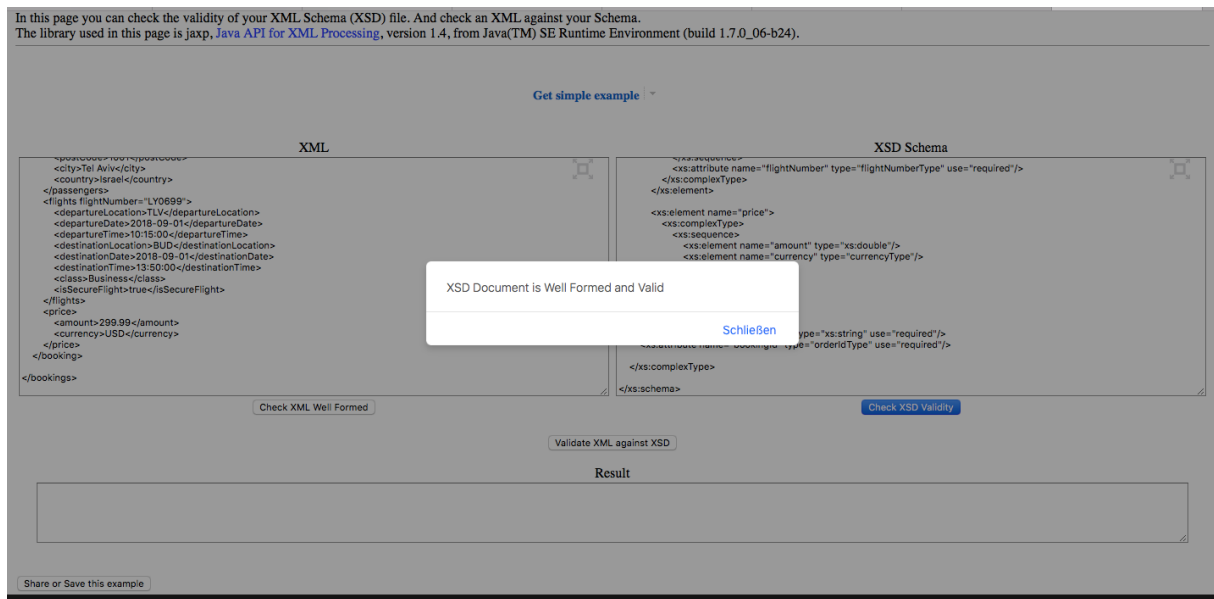 In this page you can check the validity of your XML Schema (XSD) file. And check an XML against your Schema.
The library used in this page is jaxp, Java API for XML Processing, version 1.4, from Java(TM) SE Runtime Environment (build 1.7.0_06-b24).
Get simple example
XML
<postCode>1001</postCode>
<city>Tel Aviv</city>
<country>Israel</country>
</passengers>
<flights flightNumber="LY0699">
<departureLocation>TLV</departureLocation>
<departureDate>2018-09-01</departureDate>
<departureTime>10:15:00</departureTime>
<destinationLocation>BUD</destinationLocation>
<destinationDate>2018-09-01</destinationDate>
<destinationTime>13:50:00</destinationTime>
<class>Business</class>
<isSecureFlight>true</isSecureFlight>
</flights>
<price>
<amount>299.99</amount>
<currency>USD</currency>
</price>
</booking>
</bookings>
Check XML Well Formed
XSD Schema
</xs:sequence>
<xs:attribute name="flightNumber" type="flightNumberType" use="required"/>
</xs:complexType>
</xs:element>
<xs:element name="price">
<xs:complexType>
<xs:sequence>
<xs:element name="amount" type="xs:double"/>
<xs:element name="currency" type="currencyType"/>
ype="xs:string" use="required"/>
<xs:attribute name="bookingId" type="orderIdType" use="required"/>
</xs:complexType>
</xs:schema>
Check XSD Validity
XSD Document is Well Formed and Valid
Schließen
Validate XML against XSD
Result
Share or Save this example